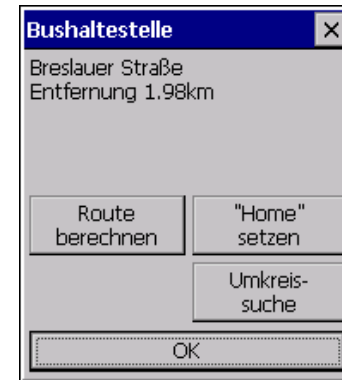 Bushaltestelle
Breslauer Straße
Entfernung 1.98km
Route
berechnen
"Home"
setzen
Umkreis-
suche
OK